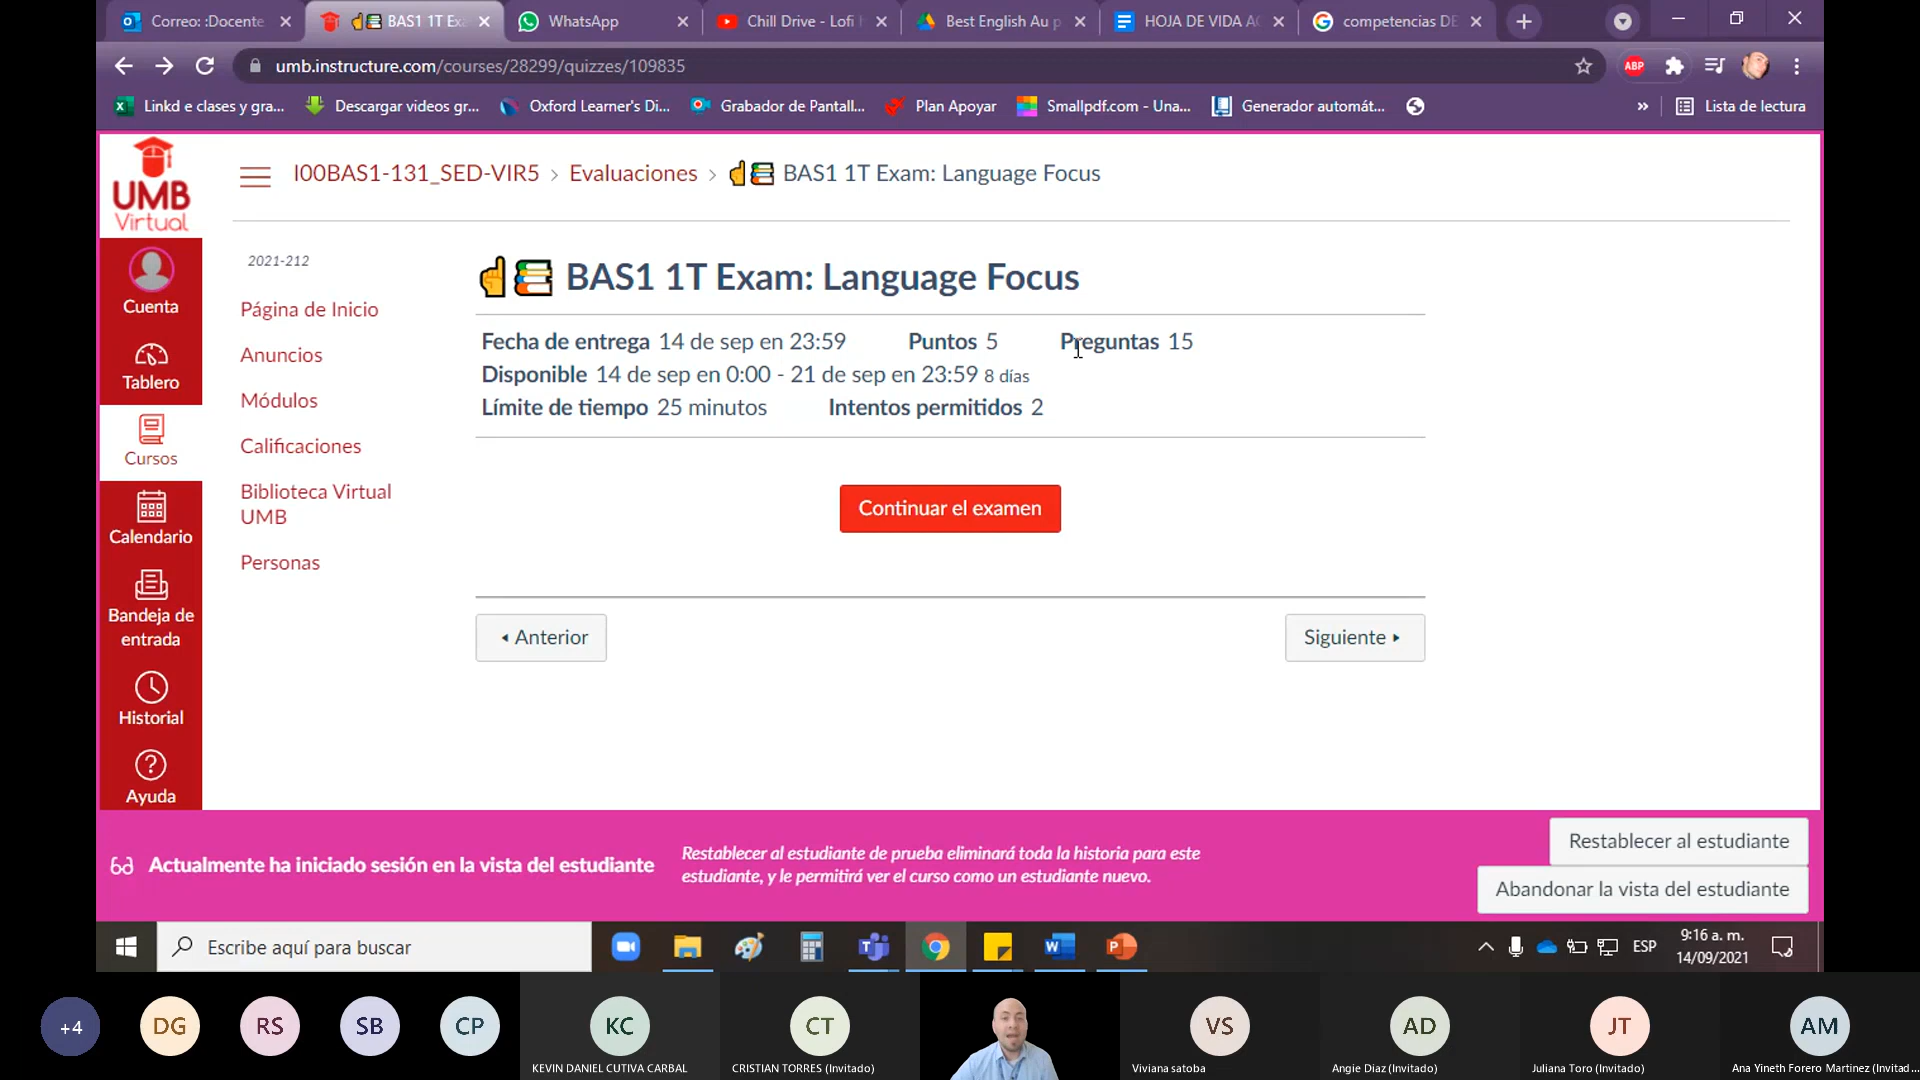 Correo: :Docente
BAS1 1T Ex
WhatsApp
Chill Drive - Lofi
Best English Au p
HOJA DE VIDA A
competencias DE
umb.instructure.com/courses/28299/quizzes/109835
ABP
Linkd e clases y gra...
Descargar videos gr...
Oxford Learner's Di...
Grabador de Pantall...
Plan Apoyar
Smallpdf.com - Una...
Generador automát...
»
Lista de lectura
UMB
Virtual
I00BAS1-131_SED-VIR5 › Evaluaciones › BAS1 1T Exam: Language Focus
Cuenta
Tablero
Cursos
Calendario
Bandeja de
entrada
Historial
Ayuda
2021-212
Página de Inicio
Anuncios
Módulos
Calificaciones
Biblioteca Virtual
UMB
Personas
BAS1 1T Exam: Language Focus
Fecha de entrega 14 de sep en 23:59 Puntos 5 Preguntas 15
Disponible 14 de sep en 0:00 - 21 de sep en 23:59 8 días
Límite de tiempo 25 minutos Intentos permitidos 2
Continuar el examen
Anterior
Siguiente
Actualmente ha iniciado sesión en la vista del estudiante
Restablecer al estudiante de prueba eliminará toda la historia para este
estudiante, y le permitirá ver el curso como un estudiante nuevo.
Restablecer al estudiante
Abandonar la vista del estudiante
Escribe aquí para buscar
ESP
9:16 a. m.
14/09/2021
+4
DG
RS
SB
CP
KC
CT
VS
AD
JT
AM
KEVIN DANIEL CUTIVA CARBAL
CRISTIAN TORRES (Invitado)
Viviana satoba
Angie Diaz (Invitado)
Juliana Toro (Invitado)
Ana Yineth Forero Martinez (Invitad...